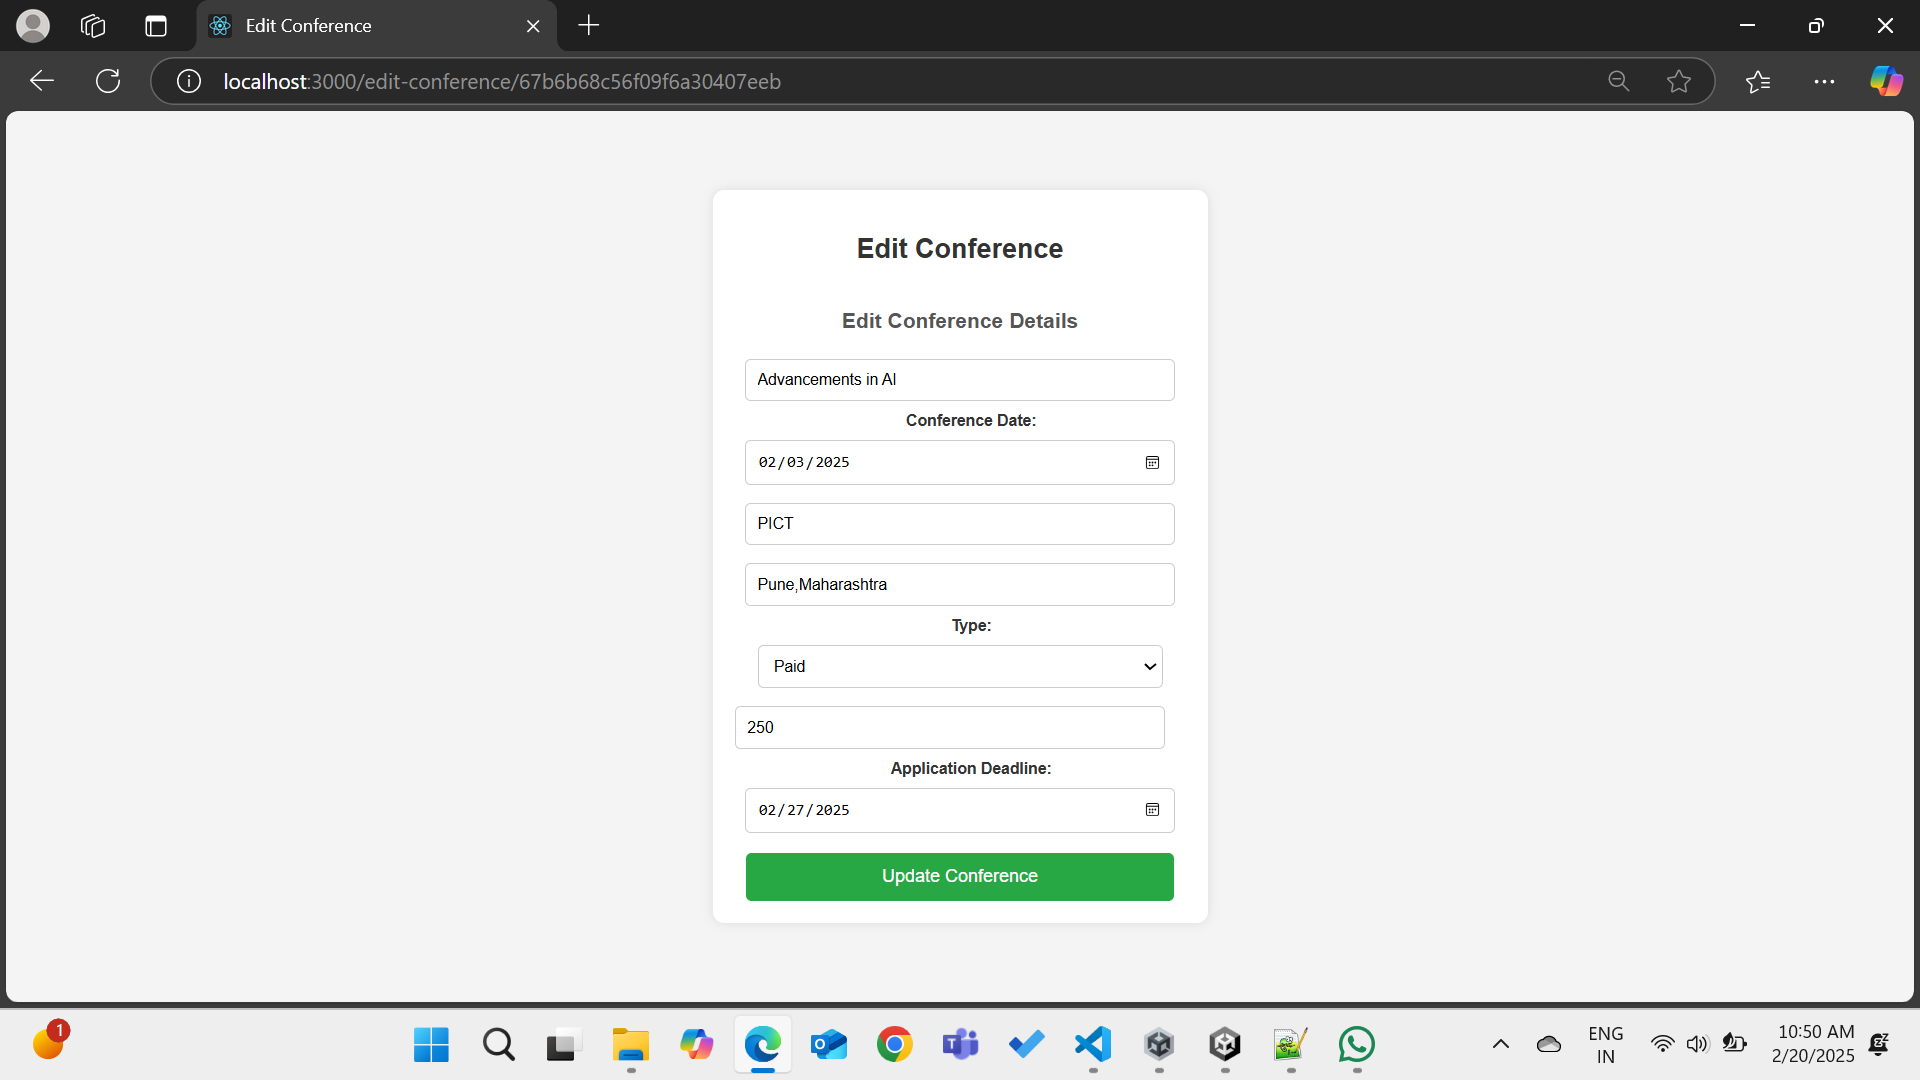 Edit Conference
localhost:3000/edit-conference/67b6b68c56f09f6a30407eeb
Edit Conference
Edit Conference Details
Advancements in AI
Conference Date:
02/03/2025
PICT
Pune,Maharashtra
Type:
Paid
250
Application Deadline:
02/27/2025
Update Conference
1
ENG
IN
10:50 AM
2/20/2025